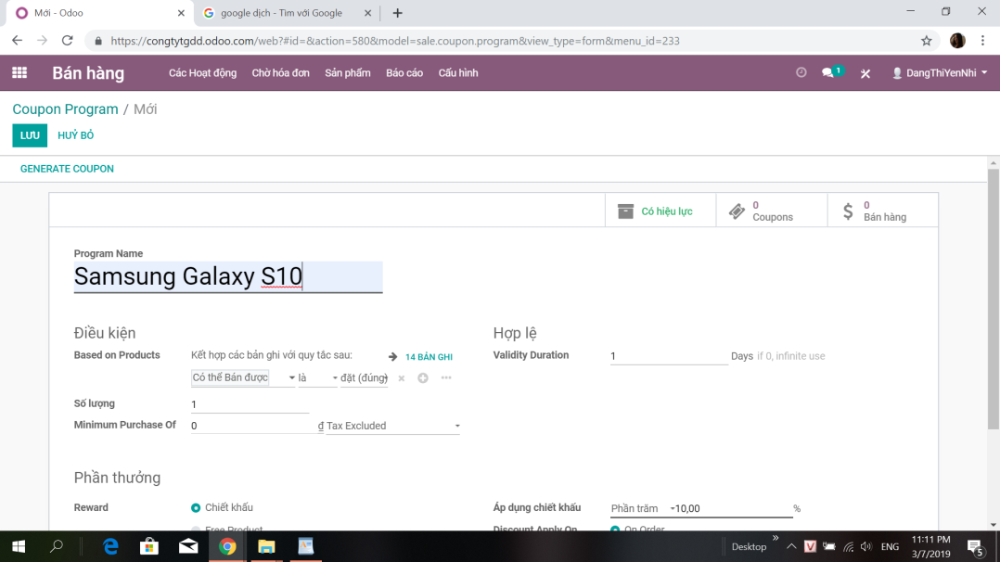 Mới - Odoo
google dịch - Tìm với Google
https://congtytgdd.odoo.com/web?#id=&action=580&model=sale.coupon.program&view_type=form&menu_id=233
Bán hàng Các Hoạt động Chờ hóa đơn Sản phẩm Báo cáo Cấu hình 1 DangThiYenNhi
Coupon Program / Mới
LƯU HUỶ BỎ
GENERATE COUPON
Có hiệu lực
0
Coupons
0
Bán hàng
Program Name
Samsung Galaxy S10
Điều kiện
Based on Products Kết hợp các bản ghi với quy tắc sau: 14 BẢN GHI
Có thể Bán được là đặt (đúng)
Số lượng 1
Minimum Purchase Of 0 ₫ Tax Excluded
Hợp lệ
Validity Duration 1 Days if 0, infinite use
Phần thưởng
Reward Chiết khấu
Free Product
Áp dụng chiết khấu Phần trăm 10,00 %
Discount Apply On On Order
Desktop
ENG
11:11 PM
3/7/2019
5